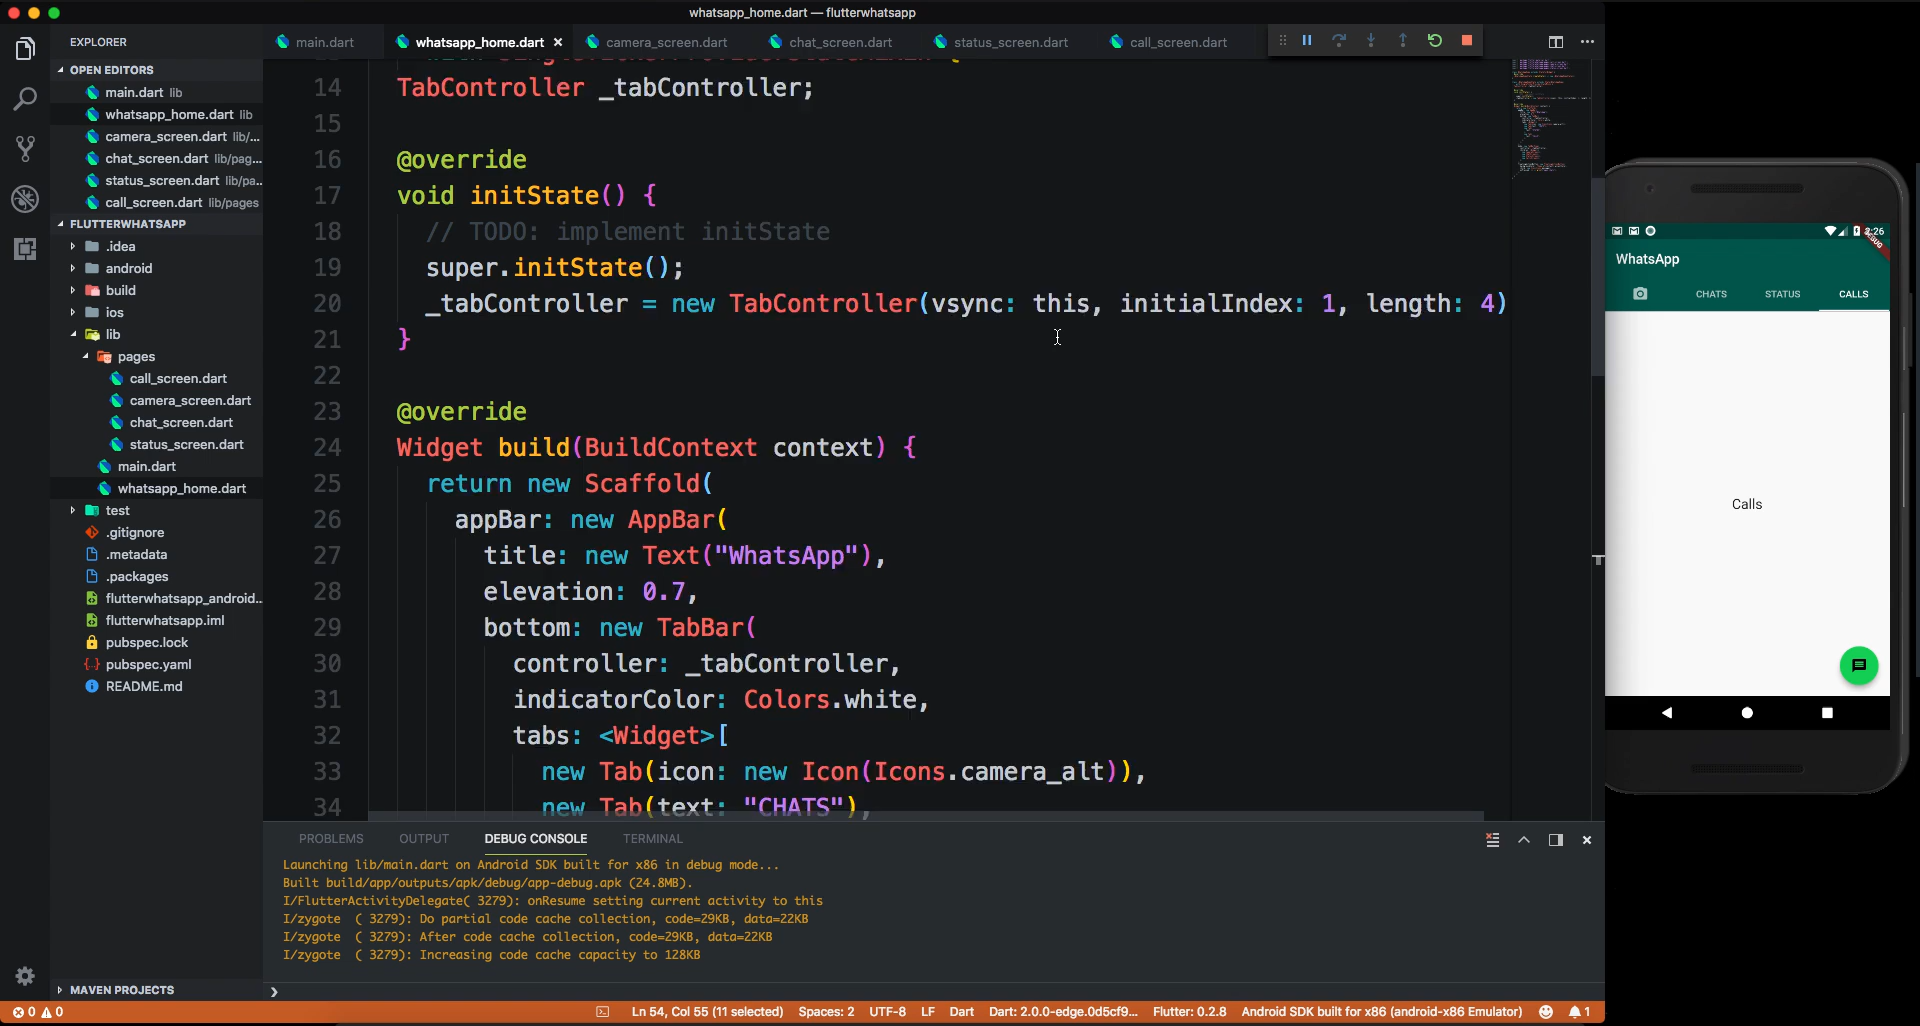 whatsapp_home.dart — flutterwhatsapp
EXPLORER
OPEN EDITORS
main.dart lib
whatsapp_home.dart lib
camera_screen.dart lib/...
chat_screen.dart lib/pag...
status_screen.dart lib/pa...
call_screen.dart lib/pages
FLUTTERWHATSAPP
.idea
android
build
ios
lib
pages
call_screen.dart
camera_screen.dart
chat_screen.dart
status_screen.dart
main.dart
whatsapp_home.dart
test
.gitignore
.metadata
.packages
flutterwhatsapp_android...
flutterwhatsapp.iml
pubspec.lock
pubspec.yaml
README.md
MAVEN PROJECTS
main.dart whatsapp_home.dart camera_screen.dart chat_screen.dart status_screen.dart call_screen.dart
14 TabController _tabController;
15
16 @override
17 void initState() {
18 // TODO: implement initState
19 super.initState();
20 _tabController = new TabController(vsync: this, initialIndex: 1, length: 4)
21 }
22
23 @override
24 Widget build(BuildContext context) {
25 return new Scaffold(
26 appBar: new AppBar(
27 title: new Text("WhatsApp"),
28 elevation: 0.7,
29 bottom: new TabBar(
30 controller: _tabController,
31 indicatorColor: Colors.white,
32 tabs: <Widget>[
33 new Tab(icon: new Icon(Icons.camera_alt)),
34 new Tab(text: "CHATS"),
PROBLEMS OUTPUT DEBUG CONSOLE TERMINAL
Launching lib/main.dart on Android SDK built for x86 in debug mode...
Built build/app/outputs/apk/debug/app-debug.apk (24.8MB).
I/FlutterActivityDelegate( 3279): onResume setting current activity to this
I/zygote ( 3279): Do partial code cache collection, code=29KB, data=22KB
I/zygote ( 3279): After code cache collection, code=29KB, data=22KB
I/zygote ( 3279): Increasing code cache capacity to 128KB
0 0 Ln 54, Col 55 (11 selected) Spaces: 2 UTF-8 LF Dart Dart: 2.0.0-edge.0d5cf9... Flutter: 0.2.8 Android SDK built for x86 (android-x86 Emulator) 1
WhatsApp
CHATS STATUS CALLS
Calls